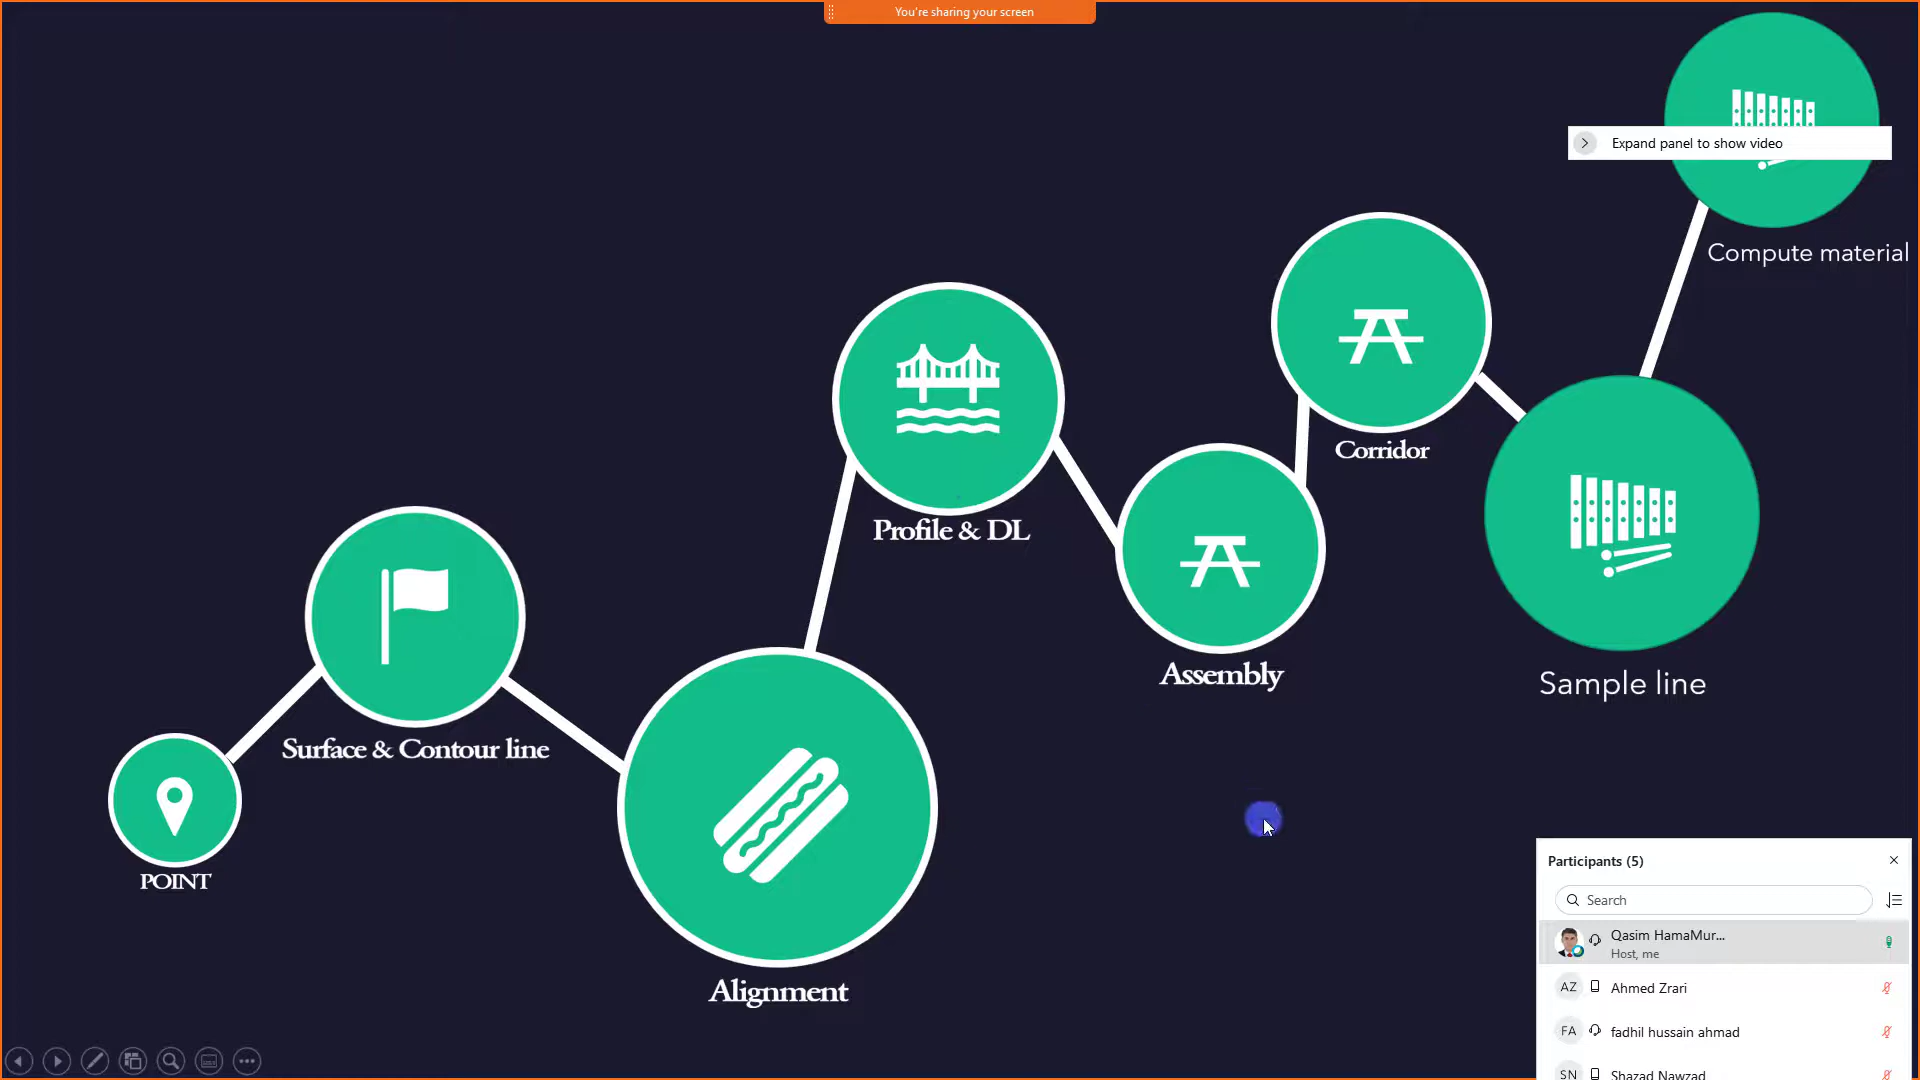 You're sharing your screen
Expand panel to show video
Compute material
Corridor
Profile & DL
Assembly
Sample line
Surface & Contour line
POINT
Alignment
Participants (5)
Search
Qasim HamaMur...
Host, me
AZ
Ahmed Zrari
FA
fadhil hussain ahmad
SN
Shazad Nawzad